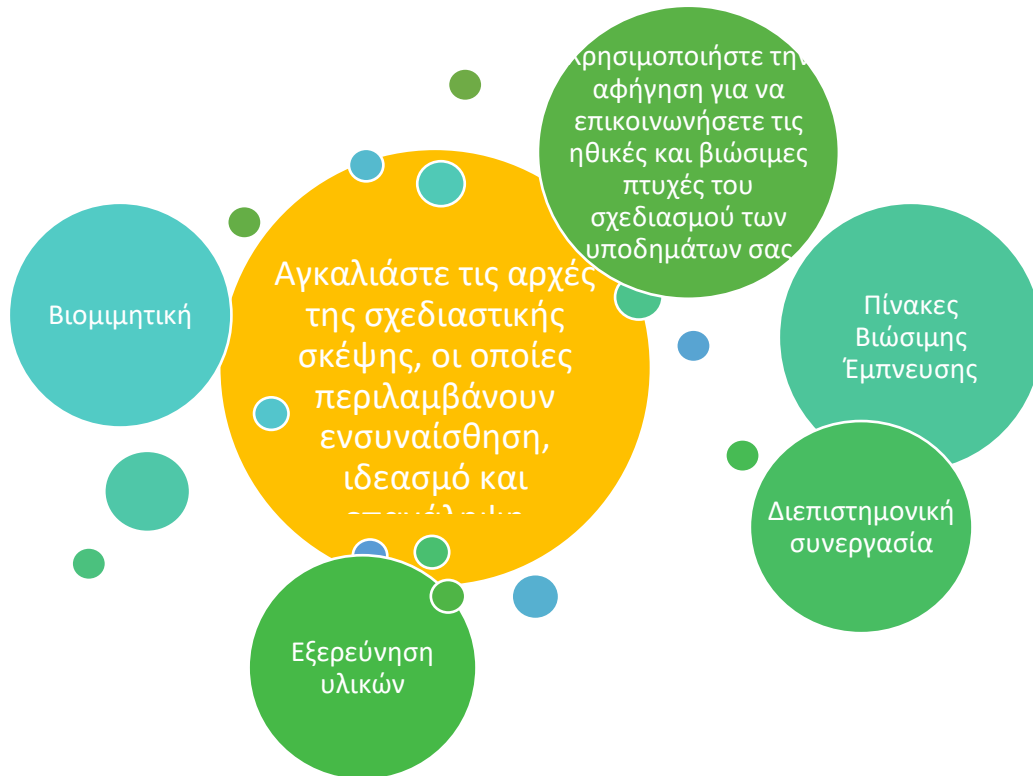 Χρησιμοποιήστε την
αφήγηση για να
επικοινωνήσετε τις
ηθικές και βιώσιμες
πτυχές του
σχεδιασμού των
υποδημάτων σας
Αγκαλιάστε τις αρχές
της σχεδιαστικής
σκέψης, οι οποίες
περιλαμβάνουν
ενσυναίσθηση,
ιδεασμό και
Βιομιμητική
Πίνακες
Βιώσιμης
Έμπνευσης
Διεπιστημονική
συνεργασία
Εξερεύνηση
υλικών